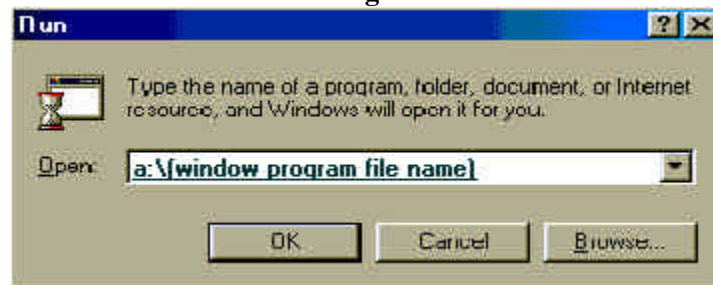 Run
Type the name of a program, folder, document, or Internet
resource, and Windows will open it for you.
Open:
a:\[window program file name]
OK
Cancel
Browse...